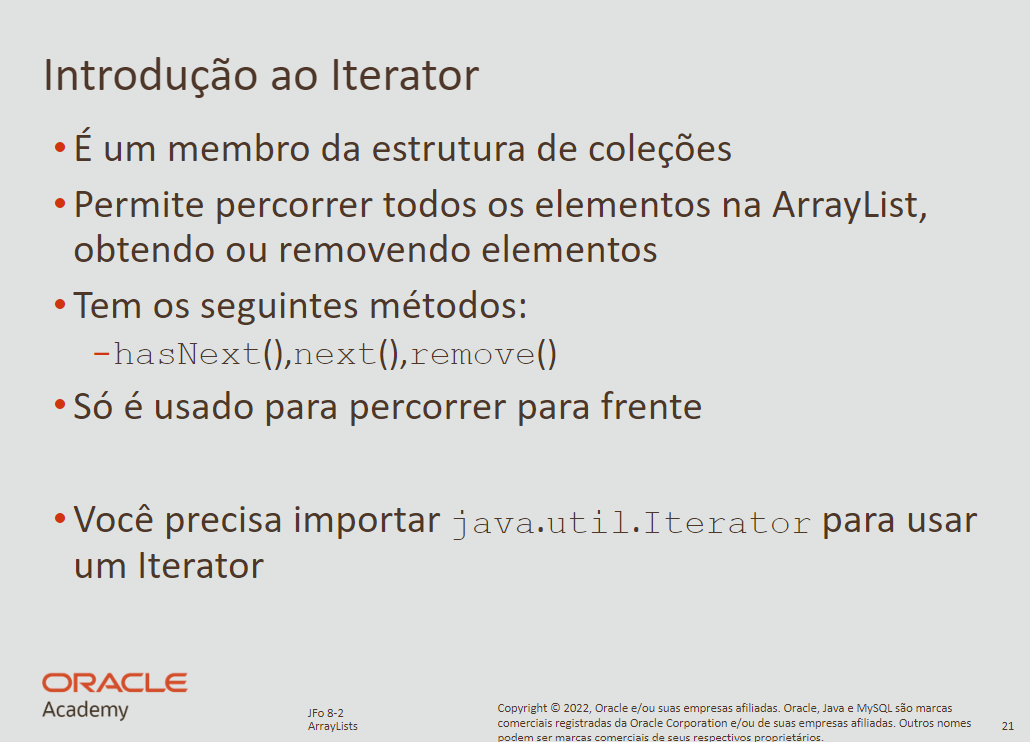 Introdução ao Iterator
•É um membro da estrutura de coleções
•Permite percorrer todos os elementos na ArrayList,
obtendo ou removendo elementos
•Tem os seguintes métodos:
–hasNext(),next(),remove()
•Só é usado para percorrer para frente
•Você precisa importar java.util.Iterator para usar
um Iterator
ORACLE
Academy
JFo 8-2
ArrayLists
Copyright © 2022, Oracle e/ou suas empresas afiliadas. Oracle, Java e MySQL são marcas
comerciais registradas da Oracle Corporation e/ou de suas empresas afiliadas. Outros nomes
podem ser marcas comerciais de seus respectivos proprietários.
21